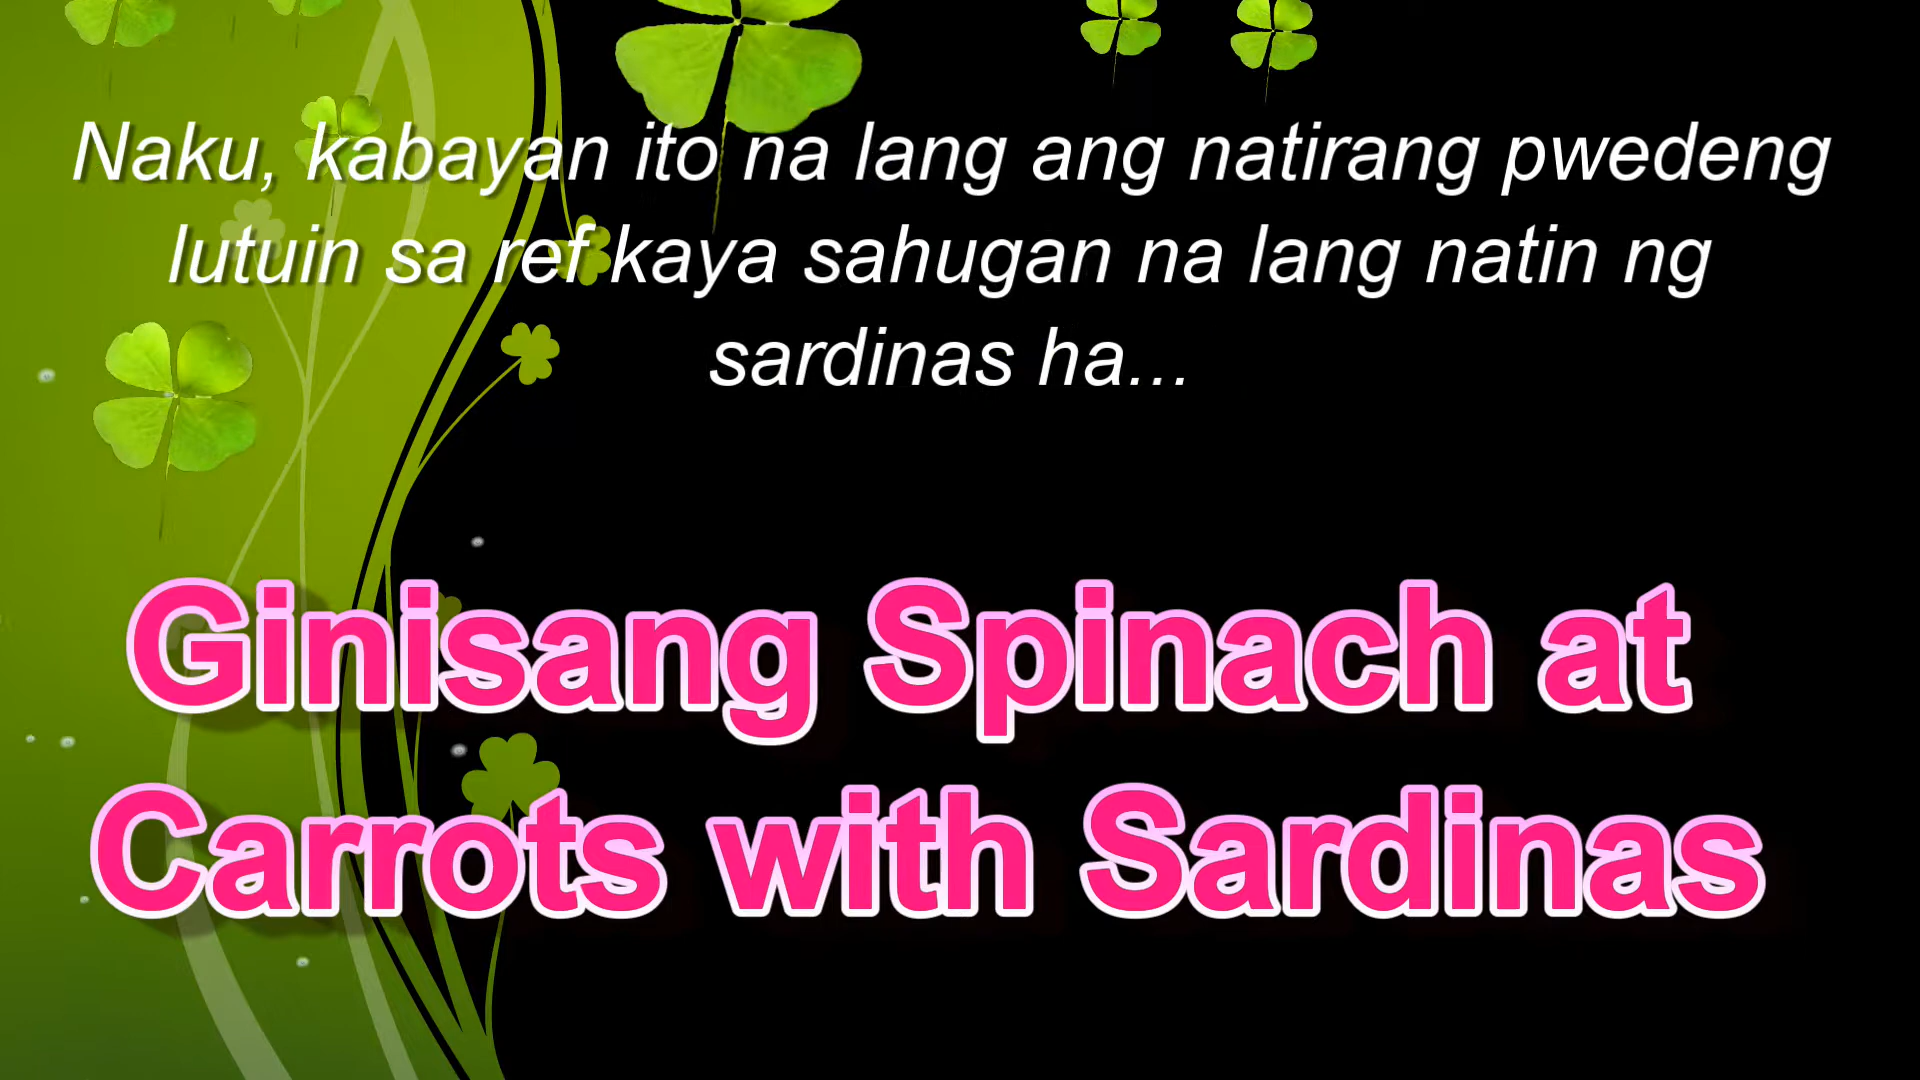 Naku, kabayan ito na lang ang natirang pwedeng
lutuin sa ref kaya sahugan na lang natin ng
sardinas ha...
Ginisang Spinach at
Carrots with Sardinas